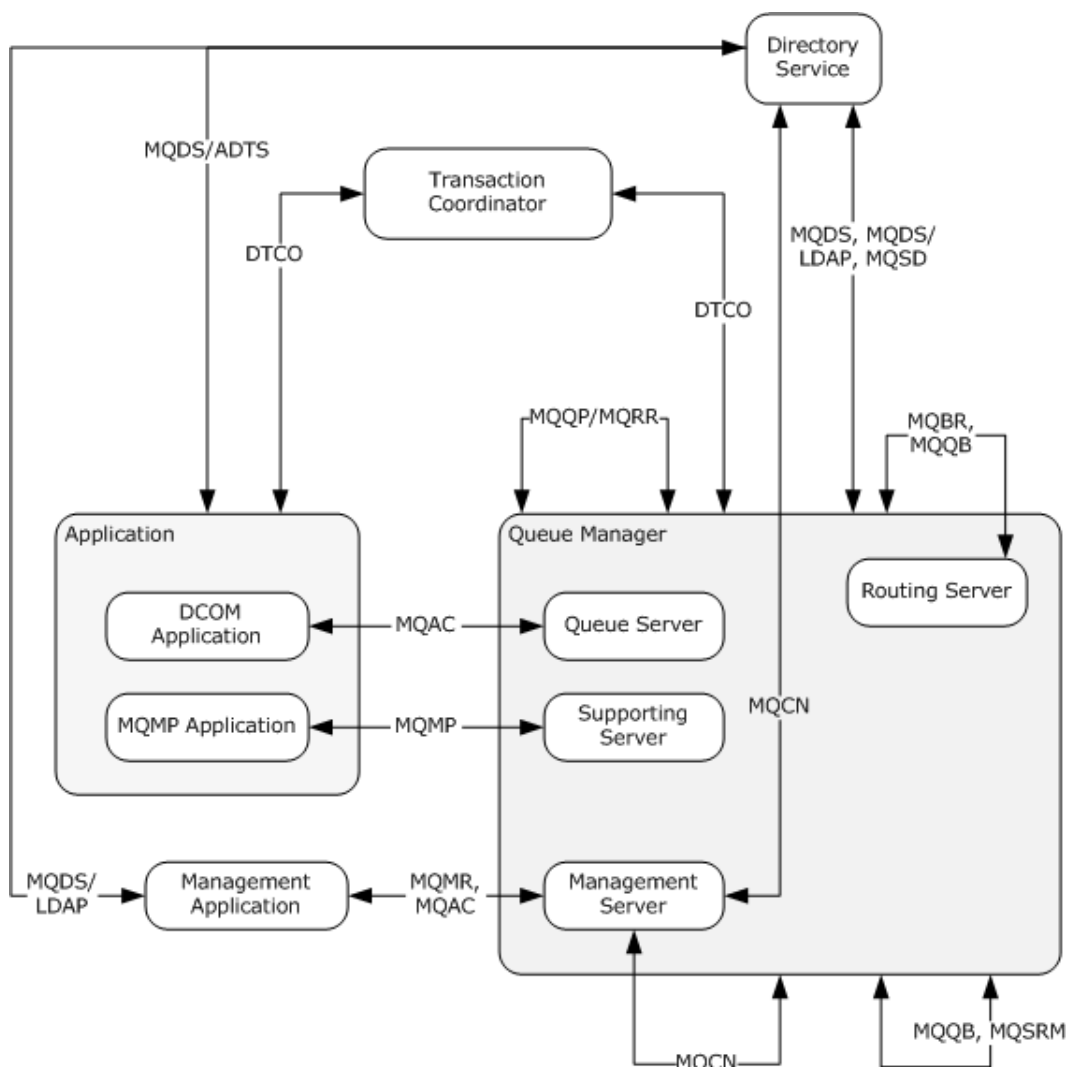 Directory
Service
MQDS/ADTS
Transaction
Coordinator
DTCO
MQDS, MQDS/
LDAP, MQSD
DTCO
MQQP/MQRR
MQBR,
MQQB
Application
Queue Manager
DCOM
Application
MQAC
Queue Server
Routing Server
MQMP Application
MQMP
Supporting
Server
MQCN
MQDS/
LDAP
Management
Application
MQMR,
MQAC
Management
Server
MQCN
MQQB, MQSRM